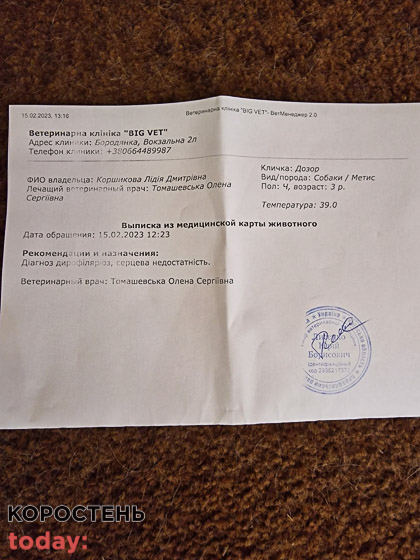 15.02.2023, 13:16
Ветеринарна клініка "BIG VET"- ВетМенеджер 2.0
Ветеринарна клініка "BIG VET"
Адрес клиники: Бородянка, Вокзальна 2л
Телефон клиники: +380664489987
ФИО владельца: Коршикова Лідія Дмитрівна
Лечащий ветеринарный врач: Томашевська Олена
Сергіївна
Кличка: Дозор
Вид/порода: Собаки / Метис
Пол: Ч, возраст: 3 р.
Температура: 39.0
Выписка из медицинской карты животного
Дата обращения: 15.02.2023 12:23
Рекомендации и назначения:
Діагноз дирофіляріоз, серцева недостатність.
Ветеринарный врач: Томашевська Олена Сергіївна
Юрій
Борисович
КОРОСТЕНЬ
today: